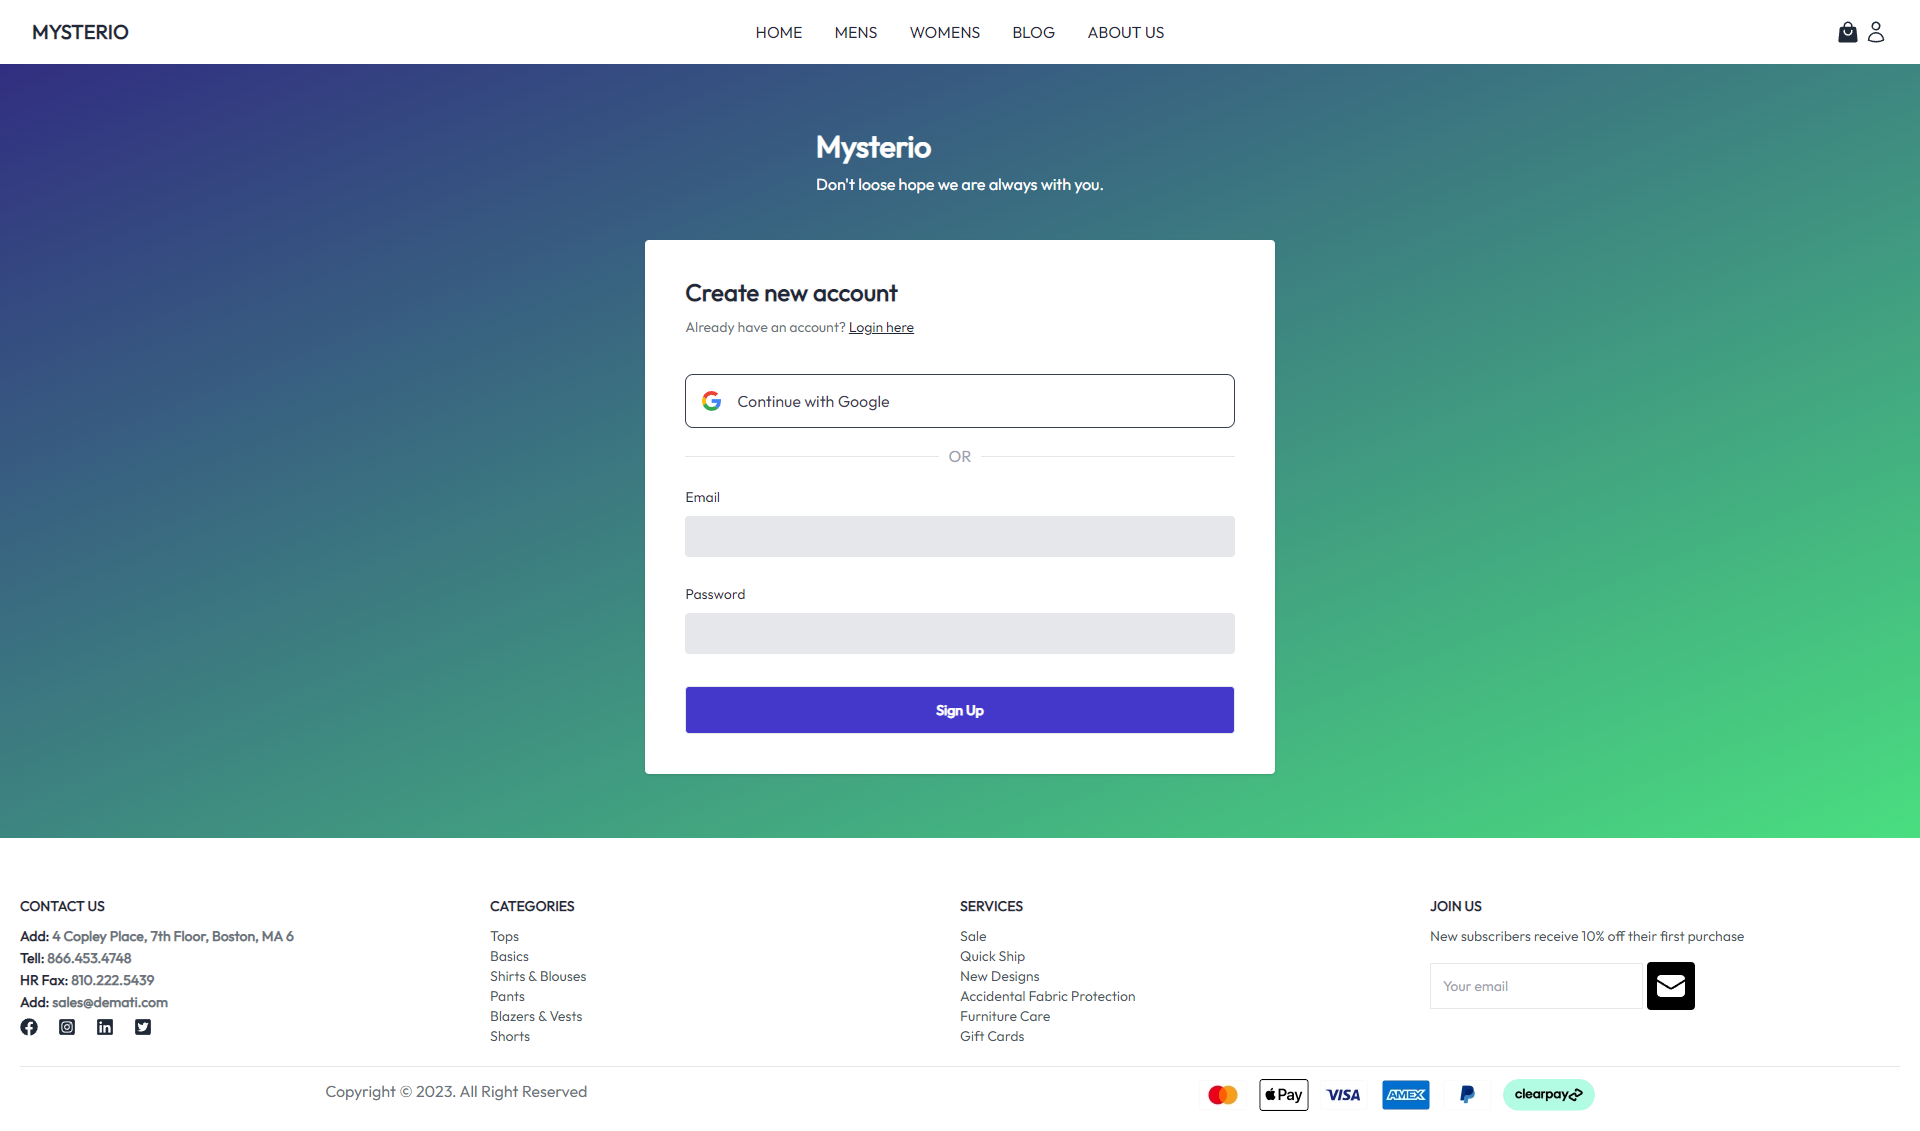 MYSTERIO
HOME MENS WOMENS BLOG ABOUT US
Mysterio
Don't loose hope we are always with you.
Create new account
Already have an account? Login here
Continue with Google
OR
Email
Password
Sign Up
CONTACT US
Add: 4 Copley Place, 7th Floor, Boston, MA 6
Tell: 866.453.4748
HR Fax: 810.222.5439
Add: sales@demati.com
CATEGORIES
Tops
Basics
Shirts & Blouses
Pants
Blazers & Vests
Shorts
SERVICES
Sale
Quick Ship
New Designs
Accidental Fabric Protection
Furniture Care
Gift Cards
JOIN US
New subscribers receive 10% off their first purchase
Your email
Copyright © 2023. All Right Reserved
Pay VISA AMEX clearpay